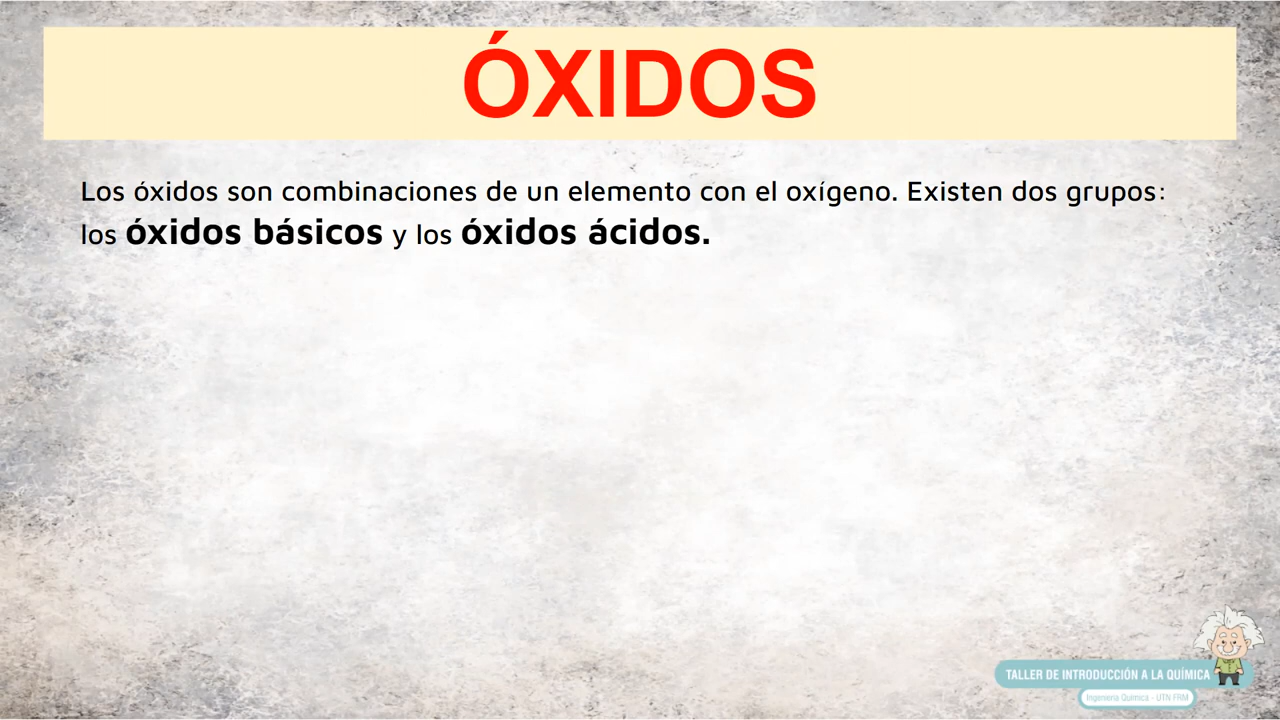 ÓXIDOS
Los óxidos son combinaciones de un elemento con el oxígeno. Existen dos grupos:
los óxidos básicos y los óxidos ácidos.
TALLER DE INTRODUCCIÓN A LA QUÍMICA
Ingeniería Química - UTN FRM